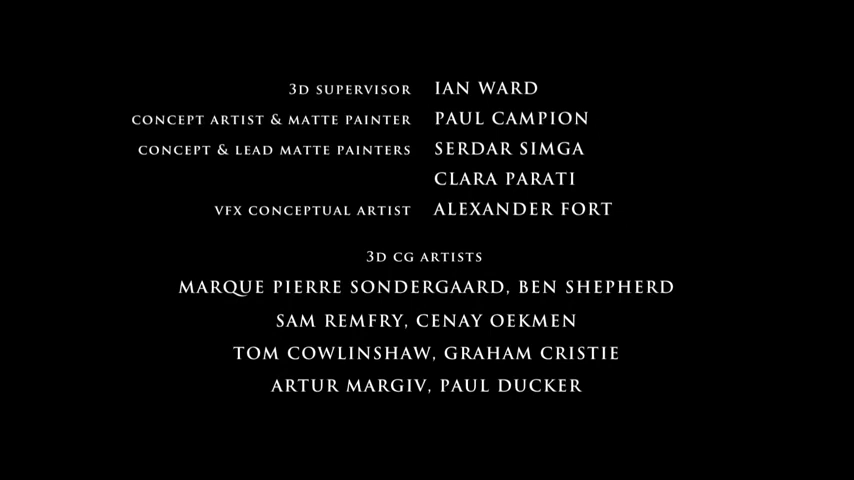 3D SUPERVISOR IAN WARD
CONCEPT ARTIST & MATTE PAINTER PAUL CAMPION
CONCEPT & LEAD MATTE PAINTERS SERDAR SIMGA
CLARA PARATI
VFX CONCEPTUAL ARTIST ALEXANDER FORT
3D CG ARTISTS
MARQUE PIERRE SONDERGAARD, BEN SHEPHERD
SAM REMFRY, CENAY OEKMEN
TOM COWLINSHAW, GRAHAM CRISTIE
ARTUR MARGIV, PAUL DUCKER